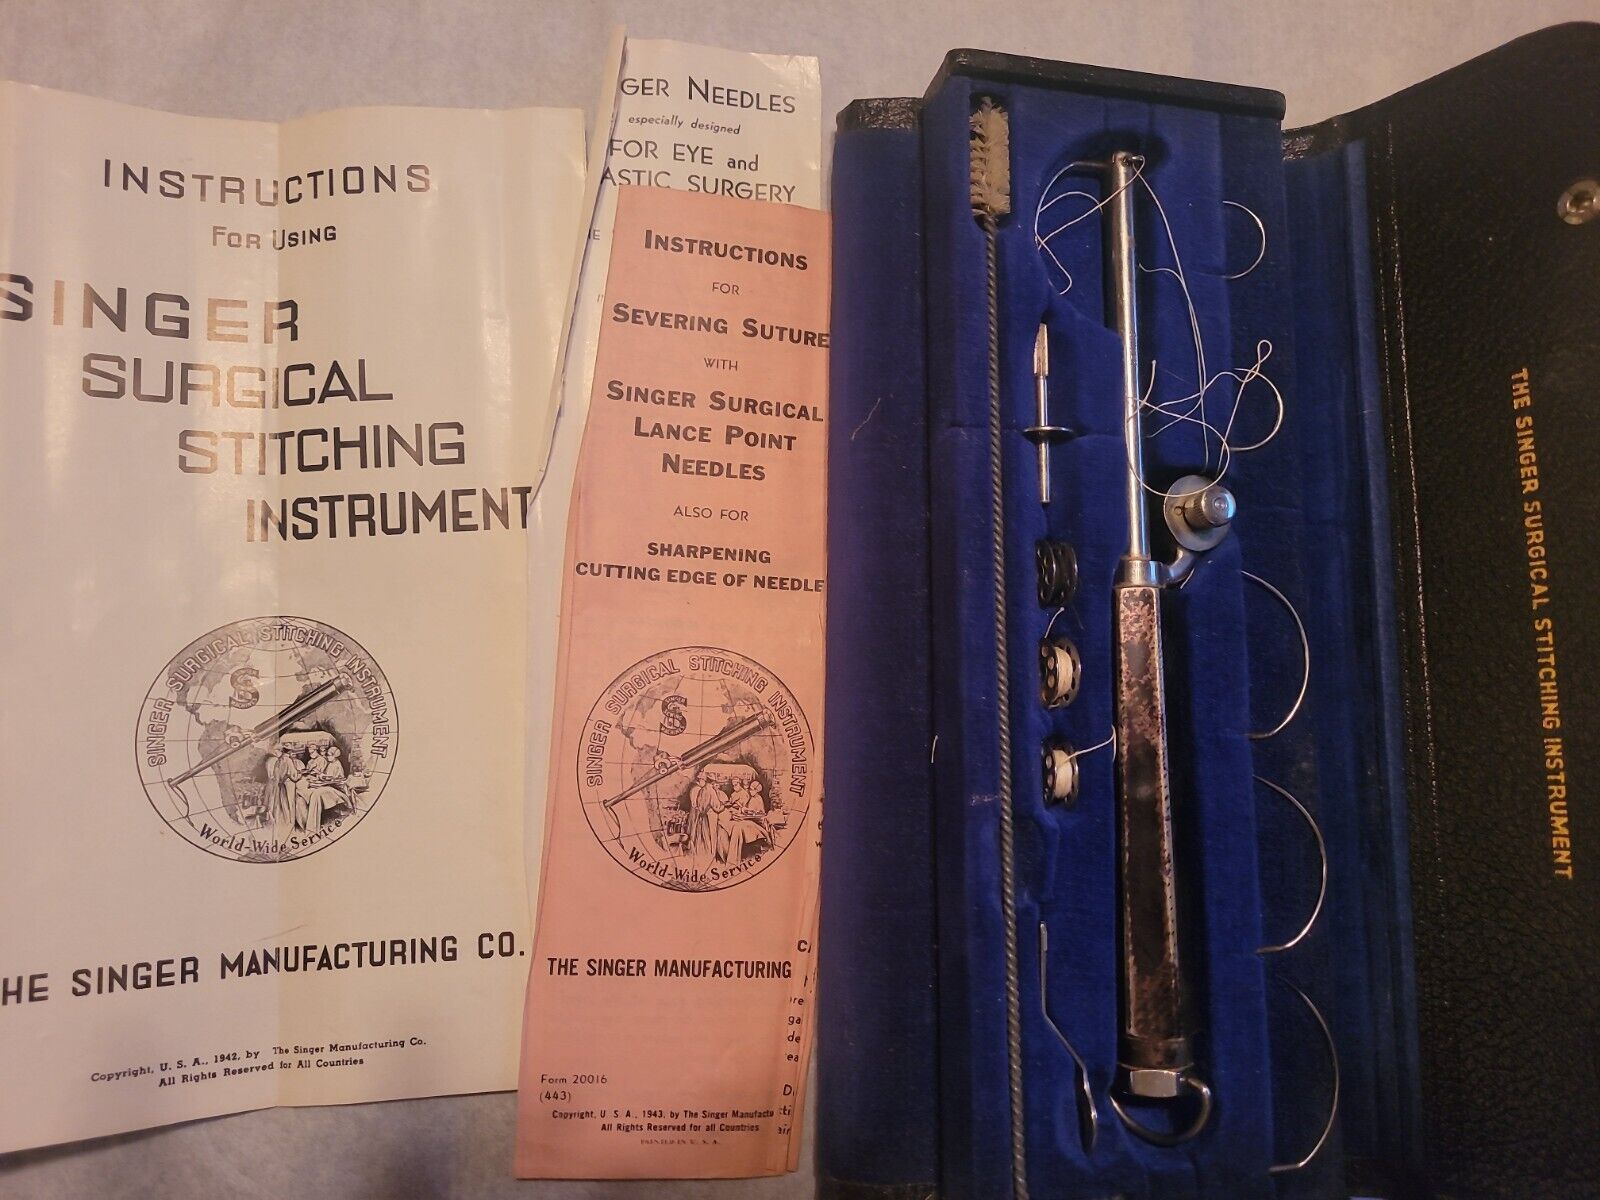 INSTRUCTIONS
FOR USING
SINGER
SURGICAL
STITCHING
INSTRUMENT
SINGER SURGICAL STITCHING INSTRUMENT
S
World-Wide Service
HE SINGER MANUFACTURING CO.
Copyright, U. S. A., 1942, by The Singer Manufacturing Co.
All Rights Reserved for All Countries
GER NEEDLES
especially designed
FOR EYE and
ASTIC SURGERY
INSTRUCTIONS
FOR
SEVERING SUTURE
WITH
SINGER SURGICAL
LANCE POINT
NEEDLES
ALSO FOR
SHARPENING
CUTTING EDGE OF NEEDLE
SINGER SURGICAL STITCHING INSTRUMENT
S
World-Wide Service
THE SINGER MANUFACTURING
Form 20016
(443)
Copyright, U S A., 1943, by The Singer Manufactu
All Rights Reserved for all Countries
PRINTED IN U. S. A.
THE SINGER SURGICAL STITCHING INSTRUMENT